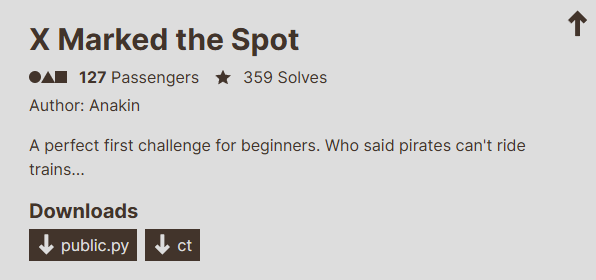 X Marked the Spot
127 Passengers 359 Solves
Author: Anakin
A perfect first challenge for beginners. Who said pirates can't ride
trains...
Downloads
public.py ct